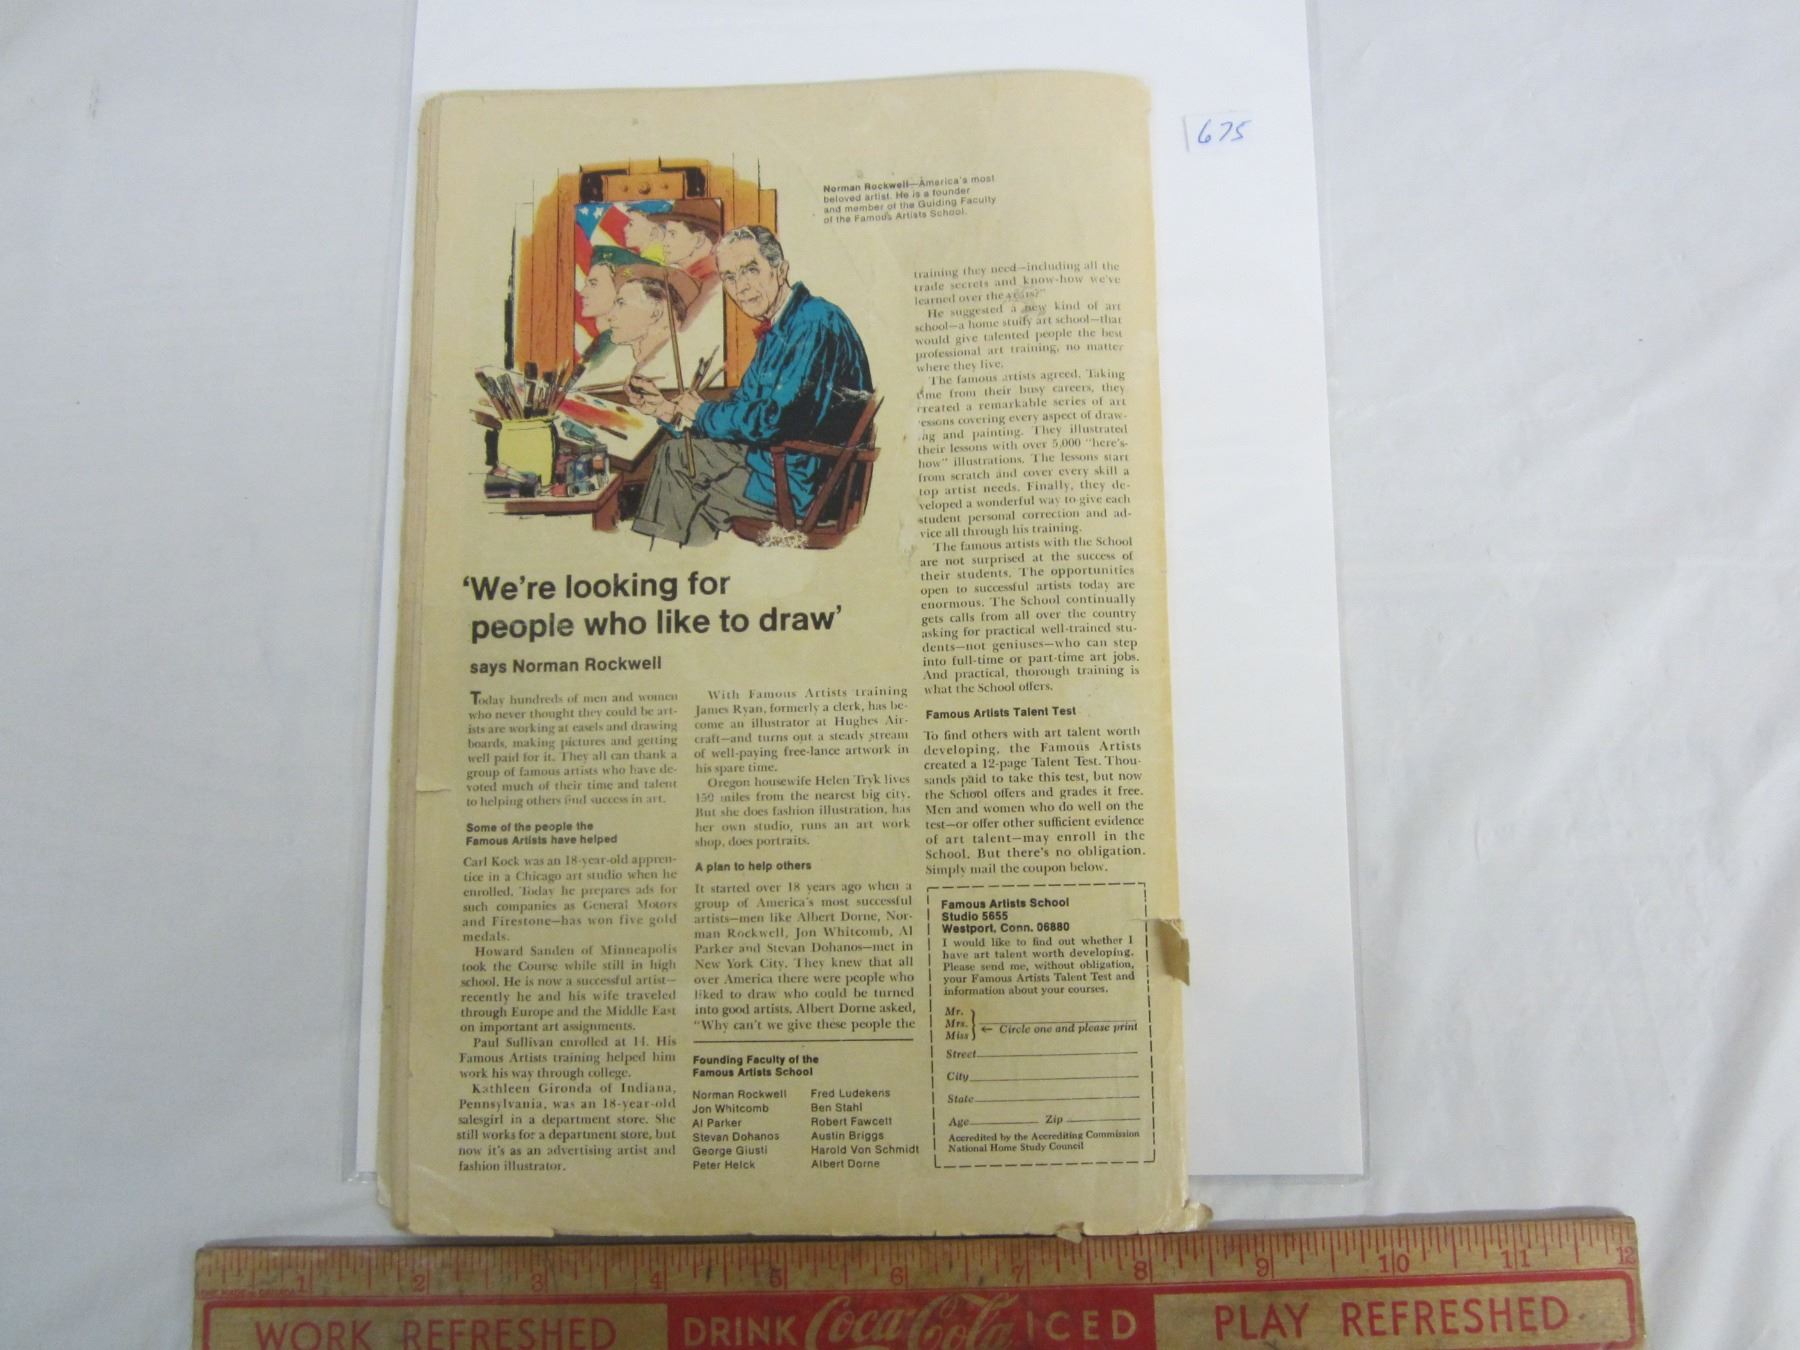 675
Norman Rockwell—America's most
beloved artist. He is a founder
and member of the Guiding Faculty
of the Famous Artists School.
'We're looking for
people who like to draw'
says Norman Rockwell
Today hundreds of men and women
who never thought they could be art-
ists are working at easels and drawing
boards, making pictures and getting
well paid for it. They all can thank a
group of famous artists who have de-
voted much of their time and talent
to helping others find success in art.
Some of the people the
Famous Artists have helped
Carl Kock was an 18-year-old appren-
tice in a Chicago art studio when he
enrolled. Today he prepares ads for
such companies as General Motors
and Firestone—has won five gold
medals.
Howard Sanden of Minneapolis
took the Course while still in high
school. He is now a successful artist—
recently he and his wife traveled
through Europe and the Middle East
on important art assignments.
Paul Sullivan enrolled at 14. His
Famous Artists training helped him
work his way through college.
Kathleen Gironda of Indiana,
Pennsylvania, was an 18-year-old
salesgirl in a department store. She
still works for a department store, but
now it's as an advertising artist and
fashion illustrator.
With Famous Artists training
James Ryan, formerly a clerk, has be-
come an illustrator at Hughes Air-
craft—and turns out a steady stream
of well-paying free-lance artwork in
his spare time.
Oregon housewife Helen Tryk lives
150 miles from the nearest big city.
But she does fashion illustration, has
her own studio, runs an art work
shop, does portraits.
A plan to help others
It started over 18 years ago when a
group of America's most successful
artists—men like Albert Dorne, Nor-
man Rockwell, Jon Whitcomb, Al
Parker and Stevan Dohanos—met in
New York City. They knew that all
over America there were people who
liked to draw who could be turned
into good artists. Albert Dorne asked,
"Why can't we give these people the
Founding Faculty of the
Famous Artists School
Norman Rockwell
Jon Whitcomb
Al Parker
Stevan Dohanos
George Giusti
Peter Helck
Fred Ludekens
Ben Stahl
Robert Fawcett
Austin Briggs
Harold Von Schmidt
Albert Dorne
training they need—including all the
trade secrets and know-how we've
learned over the years?"
He suggested a new kind of art
school—a home study art school—that
would give talented people the best
professional art training, no matter
where they live.
The famous artists agreed. Taking
time from their busy careers, they
created a remarkable series of art
essons covering every aspect of draw-
ng and painting. They illustrated
their lessons with over 5,000 "here's-
how" illustrations. The lessons start
from scratch and cover every skill a
top artist needs. Finally, they de-
veloped a wonderful way to give each
student personal correction and ad-
vice all through his training.
The famous artists with the School
are not surprised at the success of
their students. The opportunities
open to successful artists today are
enormous. The School continually
gets calls from all over the country
asking for practical well-trained stu-
dents—not geniuses—who can step
into full-time or part-time art jobs.
And practical, thorough training is
what the School offers.
Famous Artists Talent Test
To find others with art talent worth
developing, the Famous Artists
created a 12-page Talent Test. Thou-
sands paid to take this test, but now
the School offers and grades it free.
Men and women who do well on the
test—or offer other sufficient evidence
of art talent—may enroll in the
School. But there's no obligation.
Simply mail the coupon below.
Famous Artists School
Studio 5655
Westport, Conn. 06880
I would like to find out whether I
have art talent worth developing.
Please send me, without obligation,
your Famous Artists Talent Test and
information about your courses.
Mr.
Mrs. ← Circle one and please print
Miss
Street
City
State
Age Zip
Accredited by the Accrediting Commission
National Home Study Council
1 2 3 4 5 6 7 8 9 10 11 12
WORK REFRESHED DRINK Coca-Cola ICED PLAY REFRESHED